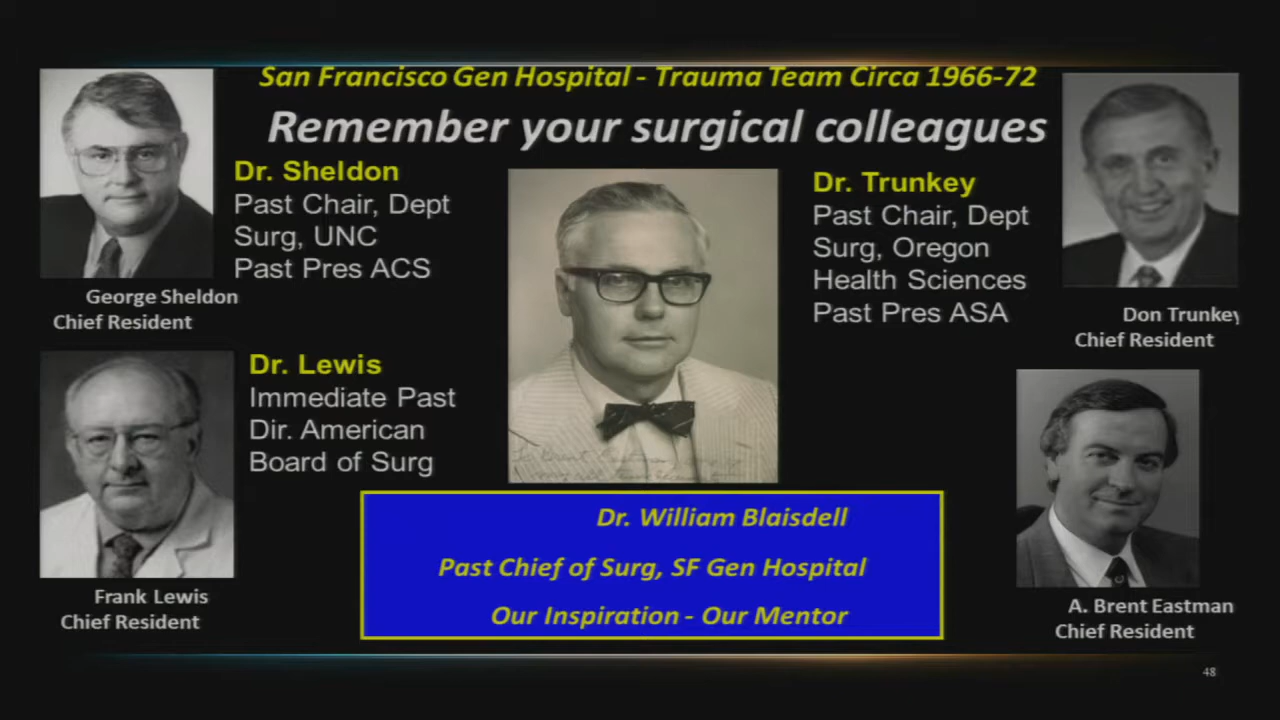 San Francisco Gen Hospital - Trauma Team Circa 1966-72
Remember your surgical colleagues
Dr. Sheldon
Past Chair, Dept
Surg, UNC
Past Pres ACS
George Sheldon
Chief Resident
Dr. Trunkey
Past Chair, Dept
Surg, Oregon
Health Sciences
Past Pres ASA
Don Trunkey
Chief Resident
Dr. Lewis
Immediate Past
Dir. American
Board of Surg
Frank Lewis
Chief Resident
Dr. William Blaisdell
Past Chief of Surg, SF Gen Hospital
Our Inspiration - Our Mentor
A. Brent Eastman
Chief Resident
48